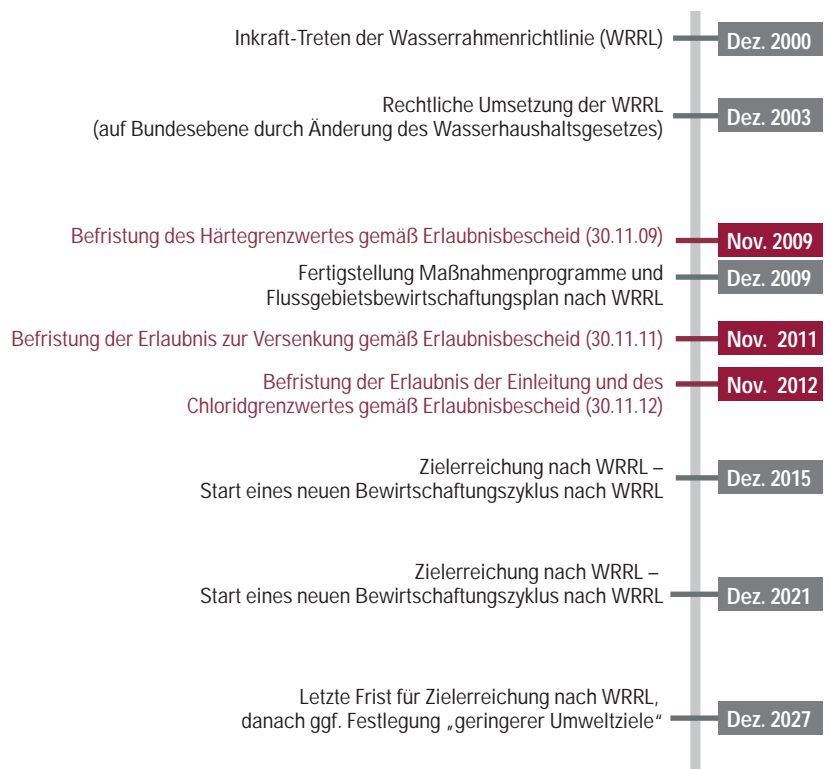 Inkraft-Treten der Wasserrahmenrichtlinie (WRRL)
Dez. 2000
Rechtliche Umsetzung der WRRL
(auf Bundesebene durch Änderung des Wasserhaushaltsgesetzes)
Dez. 2003
Befristung des Härtegrenzwertes gemäß Erlaubnisbescheid (30.11.09)
Nov. 2009
Fertigstellung Maßnahmenprogramme und
Flussgebietsbewirtschaftungsplan nach WRRL
Dez. 2009
Befristung der Erlaubnis zur Versenkung gemäß Erlaubnisbescheid (30.11.11)
Nov. 2011
Befristung der Erlaubnis der Einleitung und des
Chloridgrenzwertes gemäß Erlaubnisbescheid (30.11.12)
Nov. 2012
Zielerreichung nach WRRL –
Start eines neuen Bewirtschaftungszyklus nach WRRL
Dez. 2015
Zielerreichung nach WRRL –
Start eines neuen Bewirtschaftungszyklus nach WRRL
Dez. 2021
Letzte Frist für Zielerreichung nach WRRL,
danach ggf. Festlegung „geringerer Umweltziele“
Dez. 2027